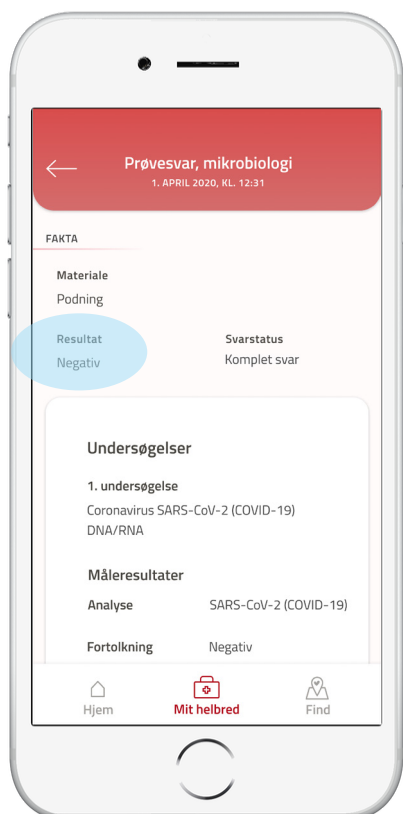 Prøvesvar, mikrobiologi
1. APRIL 2020, KL. 12:31
FAKTA
Materiale
Podning
Resultat
Negativ
Svarstatus
Komplet svar
Undersøgelser
1. undersøgelse
Coronavirus SARS-CoV-2 (COVID-19)
DNA/RNA
Måleresultater
Analyse SARS-CoV-2 (COVID-19)
Fortolkning Negativ
Hjem Mit helbred Find